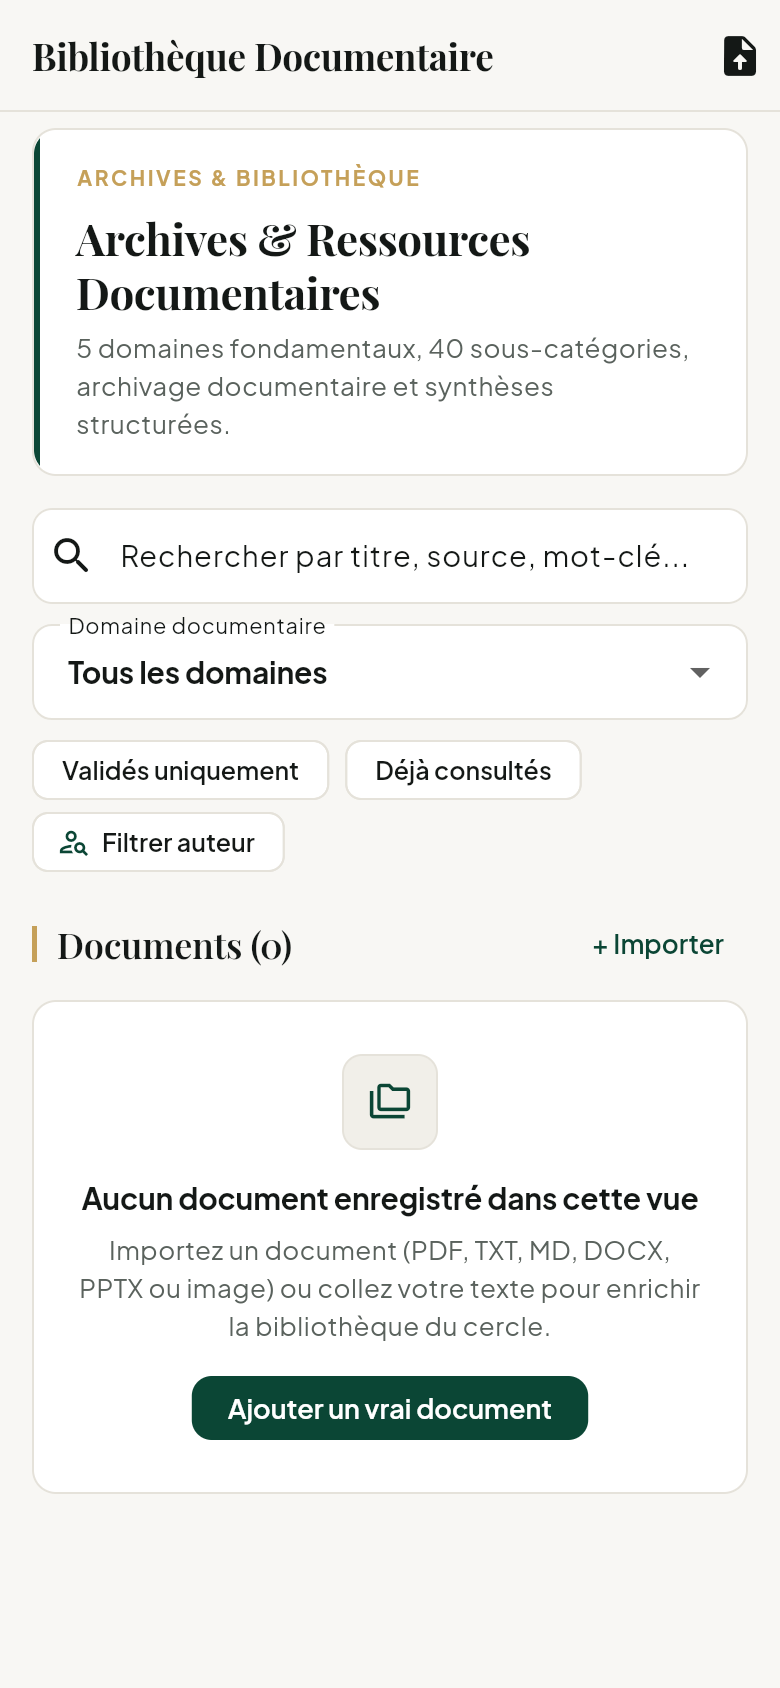 Bibliothèque Documentaire
ARCHIVES & BIBLIOTHÈQUE
Archives & Ressources
Documentaires
5 domaines fondamentaux, 40 sous-catégories,
archivage documentaire et synthèses
structurées.
Rechercher par titre, source, mot-clé...
Domaine documentaire
Tous les domaines
Validés uniquement
Déjà consultés
Filtrer auteur
Documents (0)
+ Importer
Aucun document enregistré dans cette vue
Importez un document (PDF, TXT, MD, DOCX,
PPTX ou image) ou collez votre texte pour enrichir
la bibliothèque du cercle.
Ajouter un vrai document